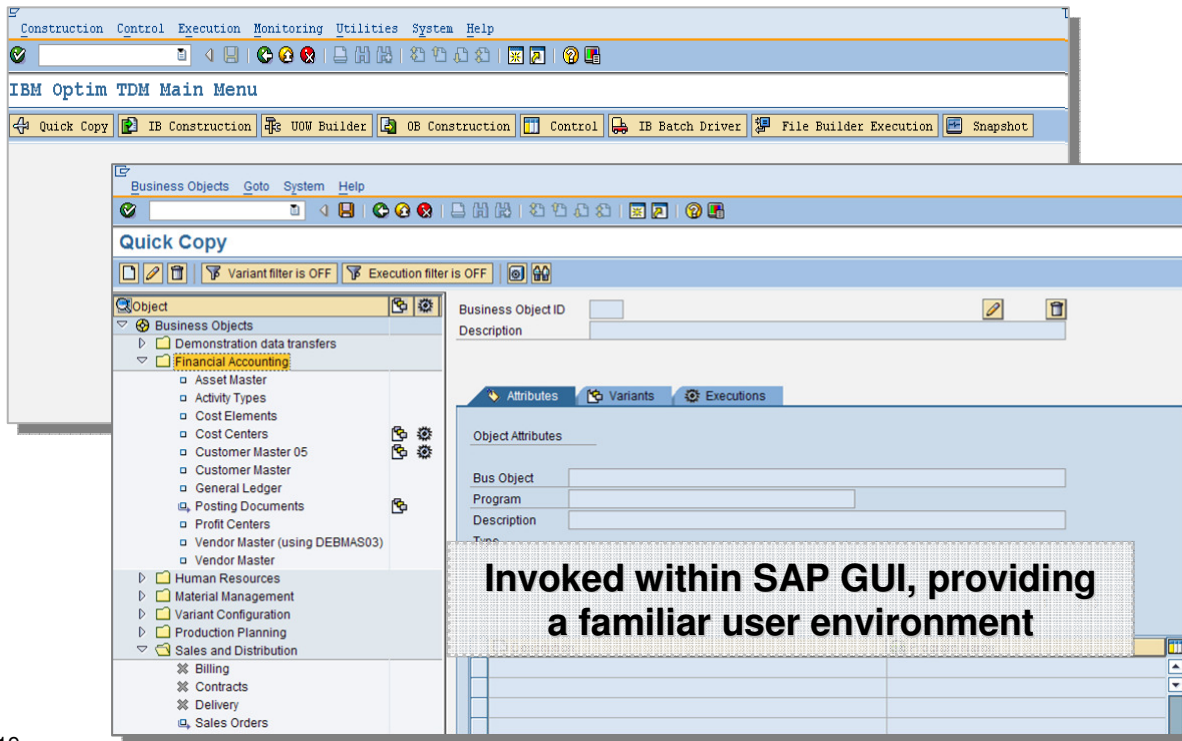 Construction Control Execution Monitoring Utilities System Help
IBM Optim TDM Main Menu
Quick Copy IB Construction UOW Builder OB Construction Control IB Batch Driver File Builder Execution Snapshot
Business Objects Goto System Help
Quick Copy
Variant filter is OFF Execution filter is OFF
Object
Business Objects
Demonstration data transfers
Financial Accounting
Asset Master
Activity Types
Cost Elements
Cost Centers
Customer Master 05
Customer Master
General Ledger
Posting Documents
Profit Centers
Vendor Master (using DEBMAS03)
Vendor Master
Human Resources
Material Management
Variant Configuration
Production Planning
Sales and Distribution
Billing
Contracts
Delivery
Sales Orders
Business Object ID
Description
Attributes Variants Executions
Object Attributes
Bus Object
Program
Description
Type
Invoked within SAP GUI, providing
a familiar user environment